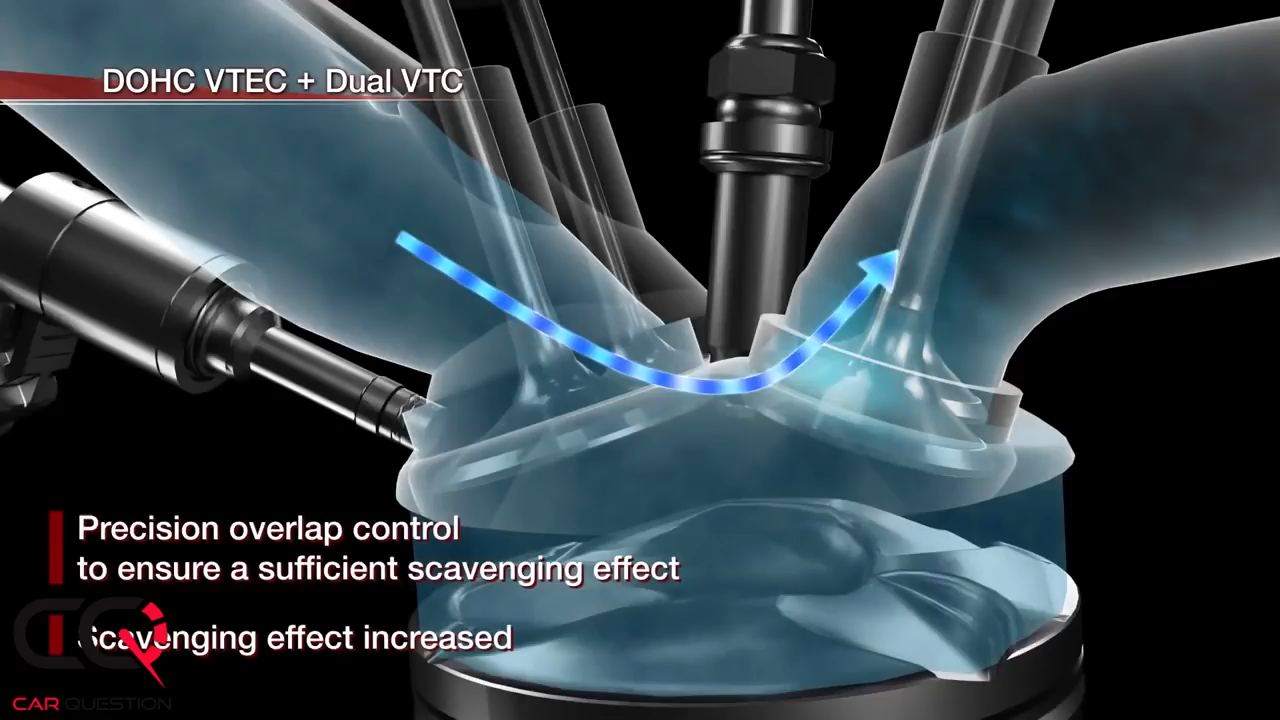 DOHC VTEC + Dual VTC
Precision overlap control
to ensure a sufficient scavenging effect
Scavenging effect increased
CAR QUESTION